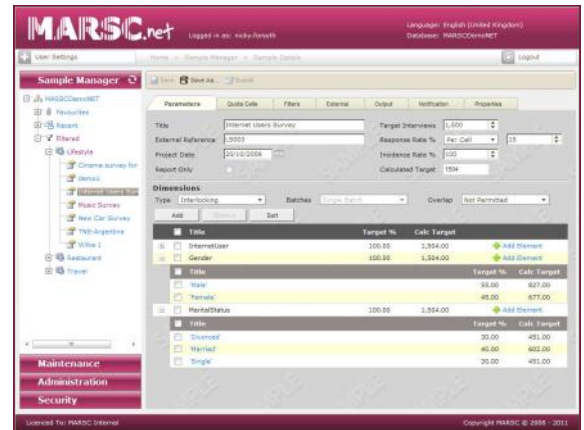 MARSC.net
Logged in as: nicky.forsyth
Language: English (United Kingdom)
Database: MARSCDemoNET
User Settings
Home > Sample Manager > Sample Details
Logout
Sample Manager
Save Save As... Submit
MARSCDemoNET
Favourites
Recent
Filtered
Lifestyle
Cinema survey for
demo1
Internet Users Sur
Music Survey
New Car Survey
TNS-Argentina
Restaurant
Travel
Maintenance
Administration
Security
Parameters Quota Cells Filters External Output Notification Properties
Title Internet Users Survey Target Interviews 1,500
External Reference LS003 Response Rate % Per Cell 15
Project Date 20/10/2009 Incidence Rate % 100
Report Only Calculated Target 1504
Dimensions
Type Interlocking Batches Single Batch Overlap Not Permitted
Add Remove Sort
Title Target % Calc Target
InternetUser 100.00 1,504.00 Add Element
Gender 100.00 1,504.00 Add Element
Title Target % Calc Target
'Male' 55.00 827.00
'Female' 45.00 677.00
MaritalStatus 100.00 1,504.00 Add Element
Title Target % Calc Target
'Divorced' 30.00 451.00
'Married' 40.00 602.00
'Single' 30.00 451.00
Licenced To: MARSC Internal
Copyright MARSC © 2008 - 2011